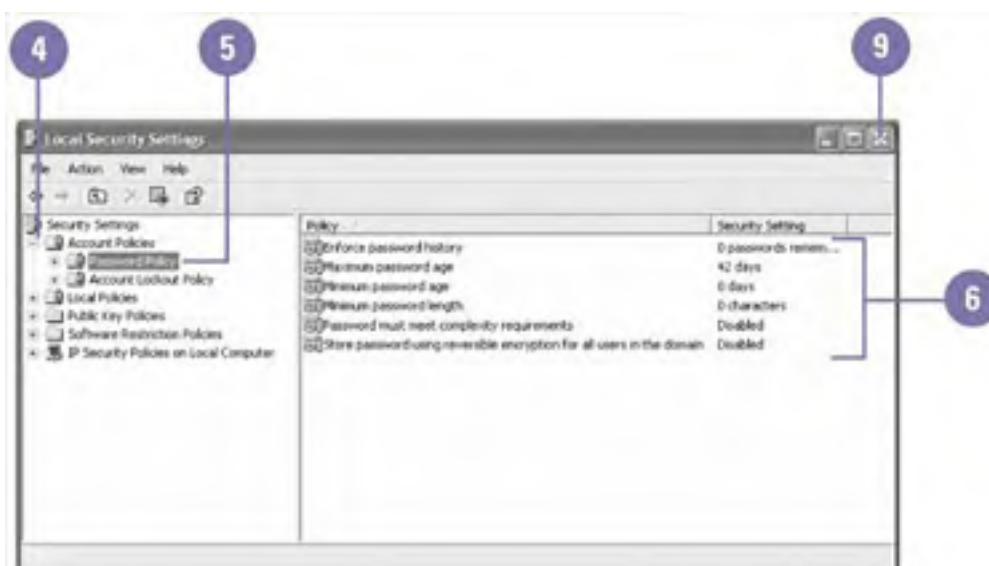 4 5 9
Local Security Settings
File Action View Help
Security Settings
Account Policies
Password Policy
Account Lockout Policy
Local Policies
Public Key Policies
Software Restriction Policies
IP Security Policies on Local Computer
Policy Security Setting
Enforce password history 0 passwords remem...
Maximum password age 42 days
Minimum password age 0 days
Minimum password length 0 characters
Password must meet complexity requirements Disabled
Store password using reversible encryption for all users in the domain Disabled
6